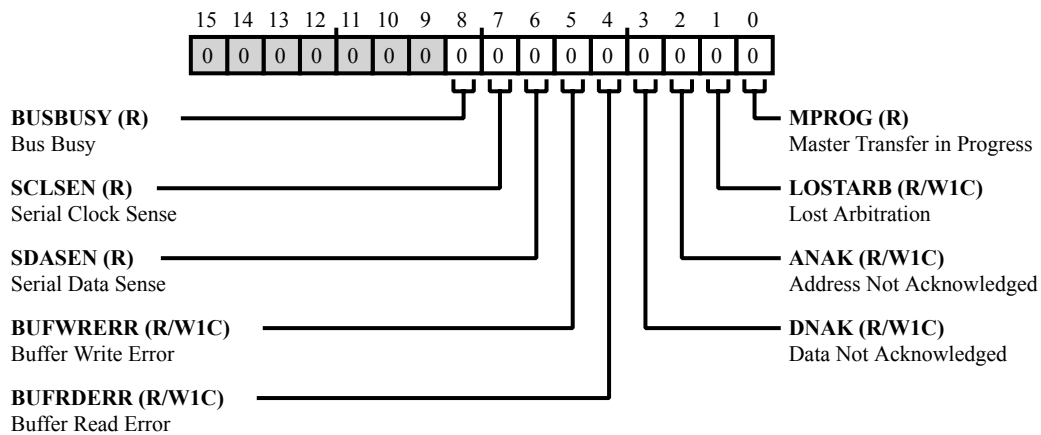 15 14 13 12 11 10 9 8 7 6 5 4 3 2 1 0
0 0 0 0 0 0 0 0 0 0 0 0 0 0 0 0
BUSBUSY (R)
Bus Busy
SCLSEN (R)
Serial Clock Sense
SDASEN (R)
Serial Data Sense
BUFWRERR (R/W1C)
Buffer Write Error
BUFRDERR (R/W1C)
Buffer Read Error
MPROG (R)
Master Transfer in Progress
LOSTARB (R/W1C)
Lost Arbitration
ANAK (R/W1C)
Address Not Acknowledged
DNAK (R/W1C)
Data Not Acknowledged